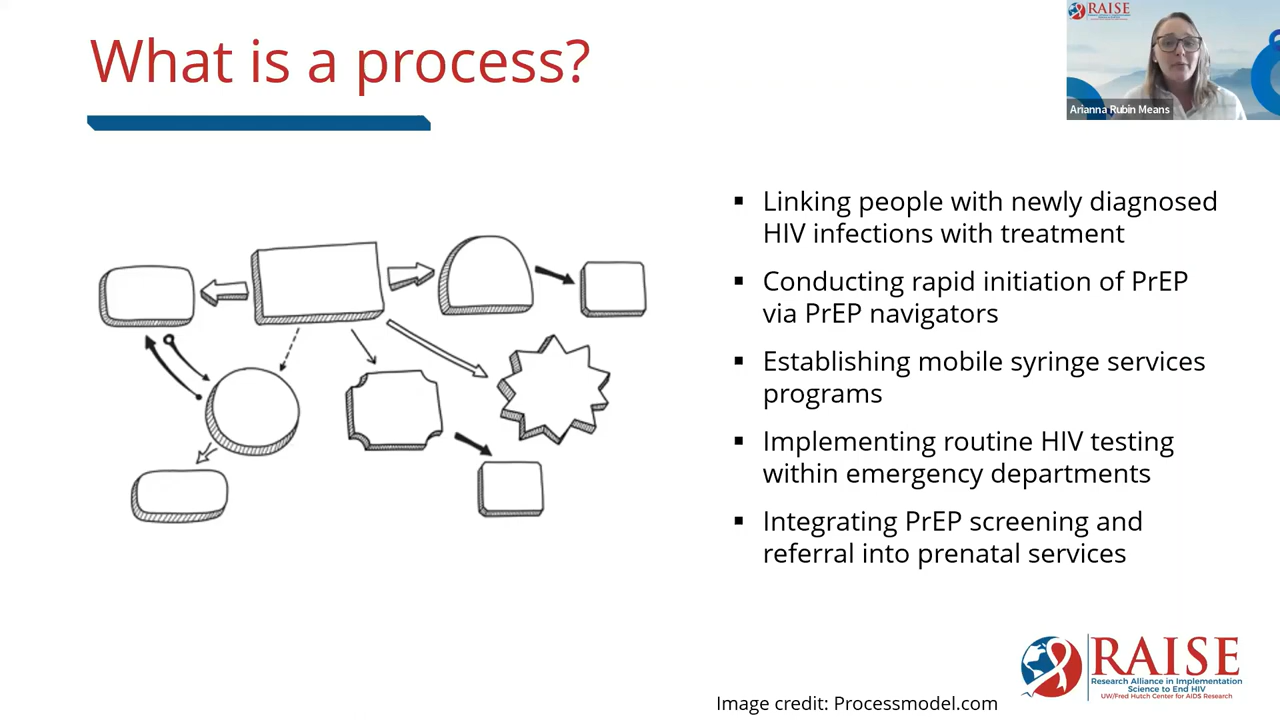 What is a process?
RAISE
Arianna Rubin Means
▪ Linking people with newly diagnosed
HIV infections with treatment
▪ Conducting rapid initiation of PrEP
via PrEP navigators
▪ Establishing mobile syringe services
programs
▪ Implementing routine HIV testing
within emergency departments
▪ Integrating PrEP screening and
referral into prenatal services
RAISE
Research Alliance in Implementation
Science to End HIV
UW/Fred Hutch Center for AIDS Research
Image credit: Processmodel.com